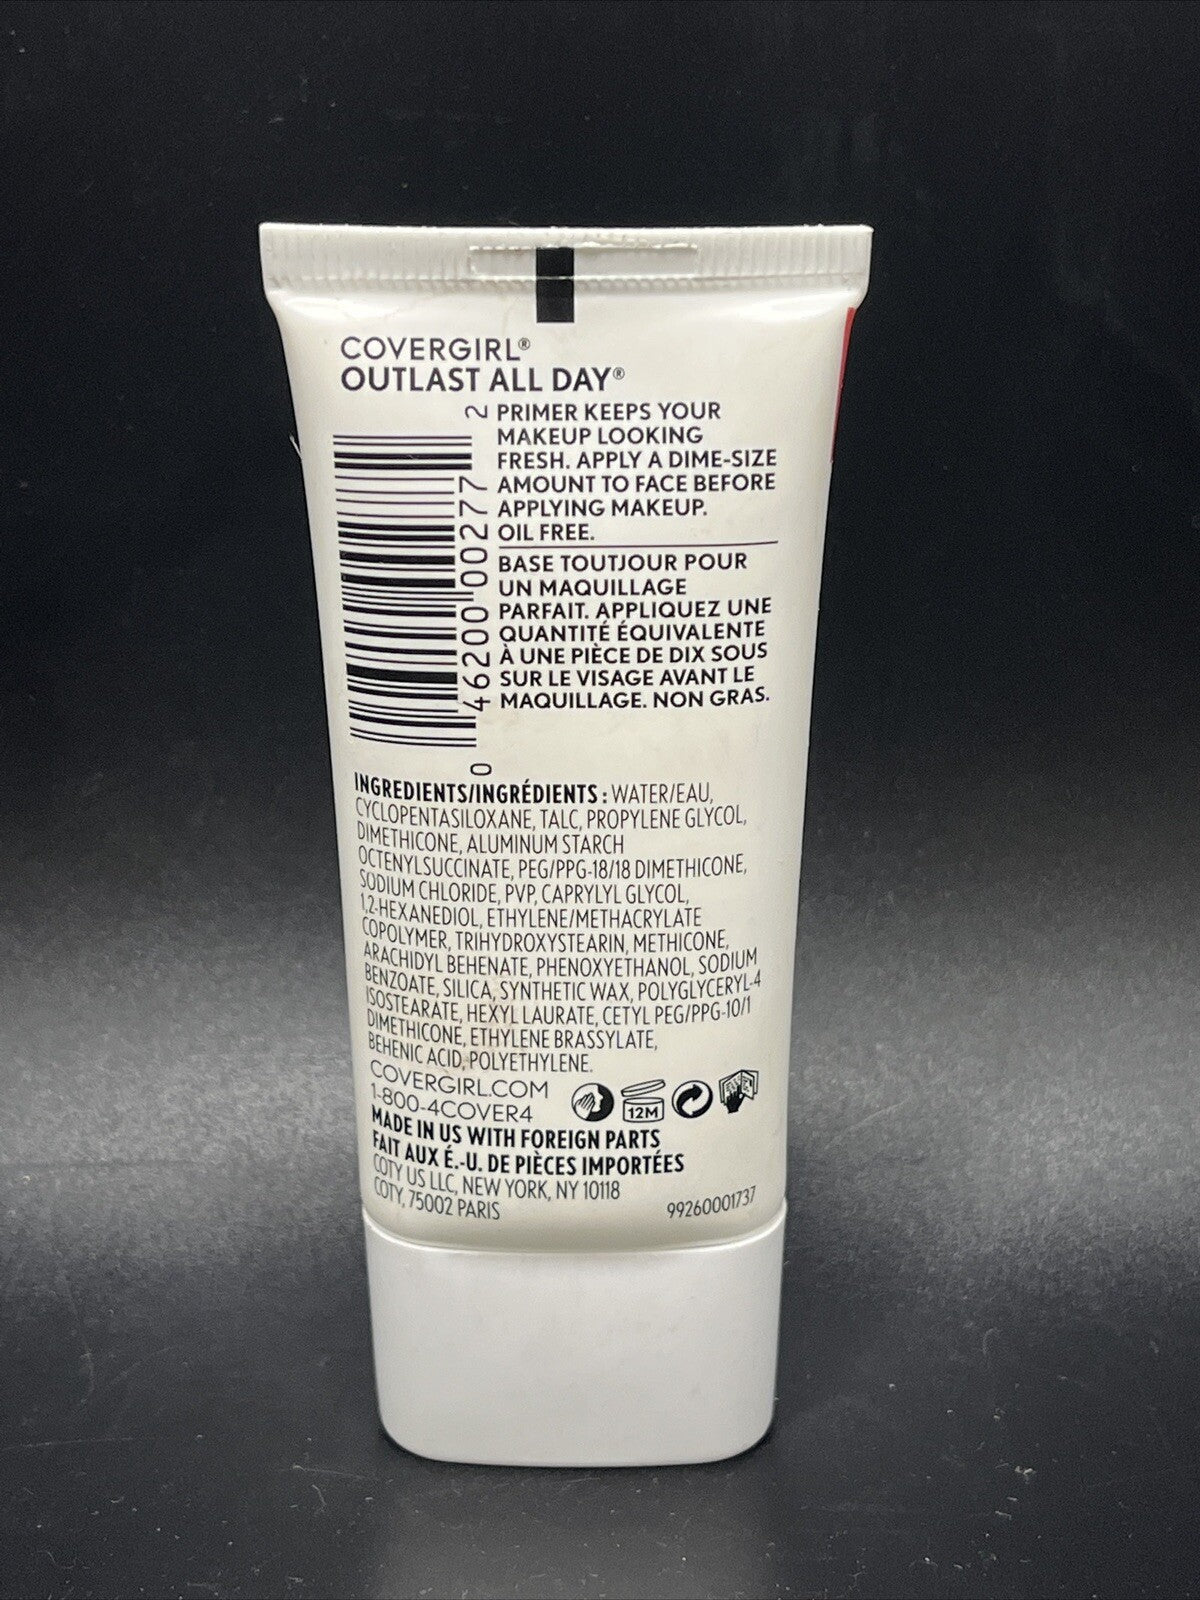 COVERGIRL®
OUTLAST ALL DAY®
PRIMER KEEPS YOUR
MAKEUP LOOKING
FRESH. APPLY A DIME-SIZE
AMOUNT TO FACE BEFORE
APPLYING MAKEUP.
OIL FREE.
BASE TOUTJOUR POUR
UN MAQUILLAGE
PARFAIT. APPLIQUEZ UNE
QUANTITÉ ÉQUIVALENTE
À UNE PIÈCE DE DIX SOUS
SUR LE VISAGE AVANT LE
MAQUILLAGE. NON GRAS.
0 46200 00277 2
INGREDIENTS/INGRÉDIENTS : WATER/EAU,
CYCLOPENTASILOXANE, TALC, PROPYLENE GLYCOL,
DIMETHICONE, ALUMINUM STARCH
OCTENYLSUCCINATE, PEG/PPG-18/18 DIMETHICONE,
SODIUM CHLORIDE, PVP, CAPRYLYL GLYCOL,
1,2-HEXANEDIOL, ETHYLENE/METHACRYLATE
COPOLYMER, TRIHYDROXYSTEARIN, METHICONE,
ARACHIDYL BEHENATE, PHENOXYETHANOL, SODIUM
BENZOATE, SILICA, SYNTHETIC WAX, POLYGLYCERYL-4
ISOSTEARATE, HEXYL LAURATE, CETYL PEG/PPG-10/1
DIMETHICONE, ETHYLENE BRASSYLATE,
BEHENIC ACID, POLYETHYLENE.
COVERGIRL.COM
1-800-4COVER4
12M
MADE IN US WITH FOREIGN PARTS
FAIT AUX É.-U. DE PIÈCES IMPORTÉES
COTY US LLC, NEW YORK, NY 10118
COTY, 75002 PARIS
99260001737